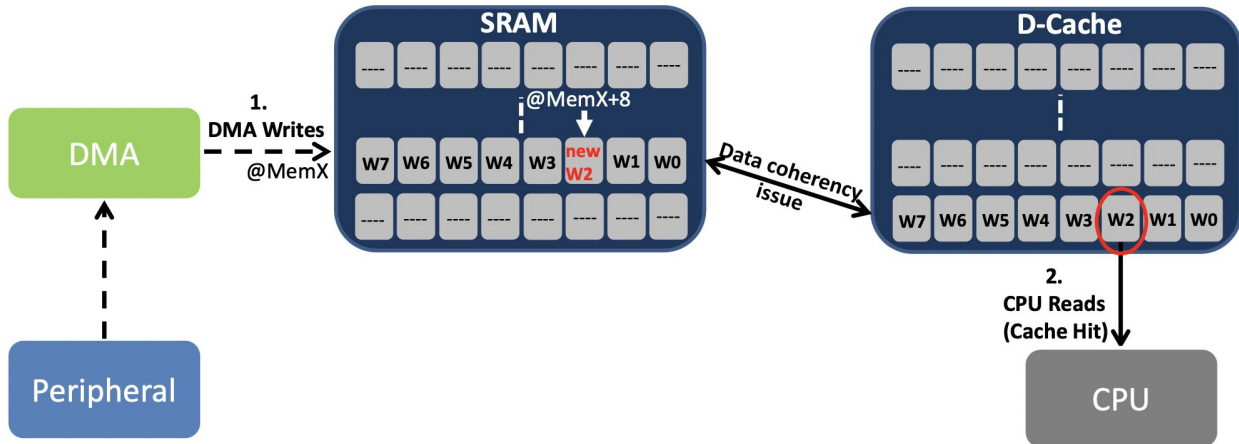 SRAM
D-Cache
---- ---- ---- ---- ---- ---- ---- ----
---- ---- ---- ---- ---- ---- ---- ----
1.
DMA Writes
@MemX
@MemX+8
DMA
W7 W6 W5 W4 W3 new W2 W1 W0
---- ---- ---- ---- ---- ---- ---- ----
Data coherency
issue
---- ---- ---- ---- ---- ---- ---- ----
W7 W6 W5 W4 W3 W2 W1 W0
2.
CPU Reads
(Cache Hit)
Peripheral
CPU